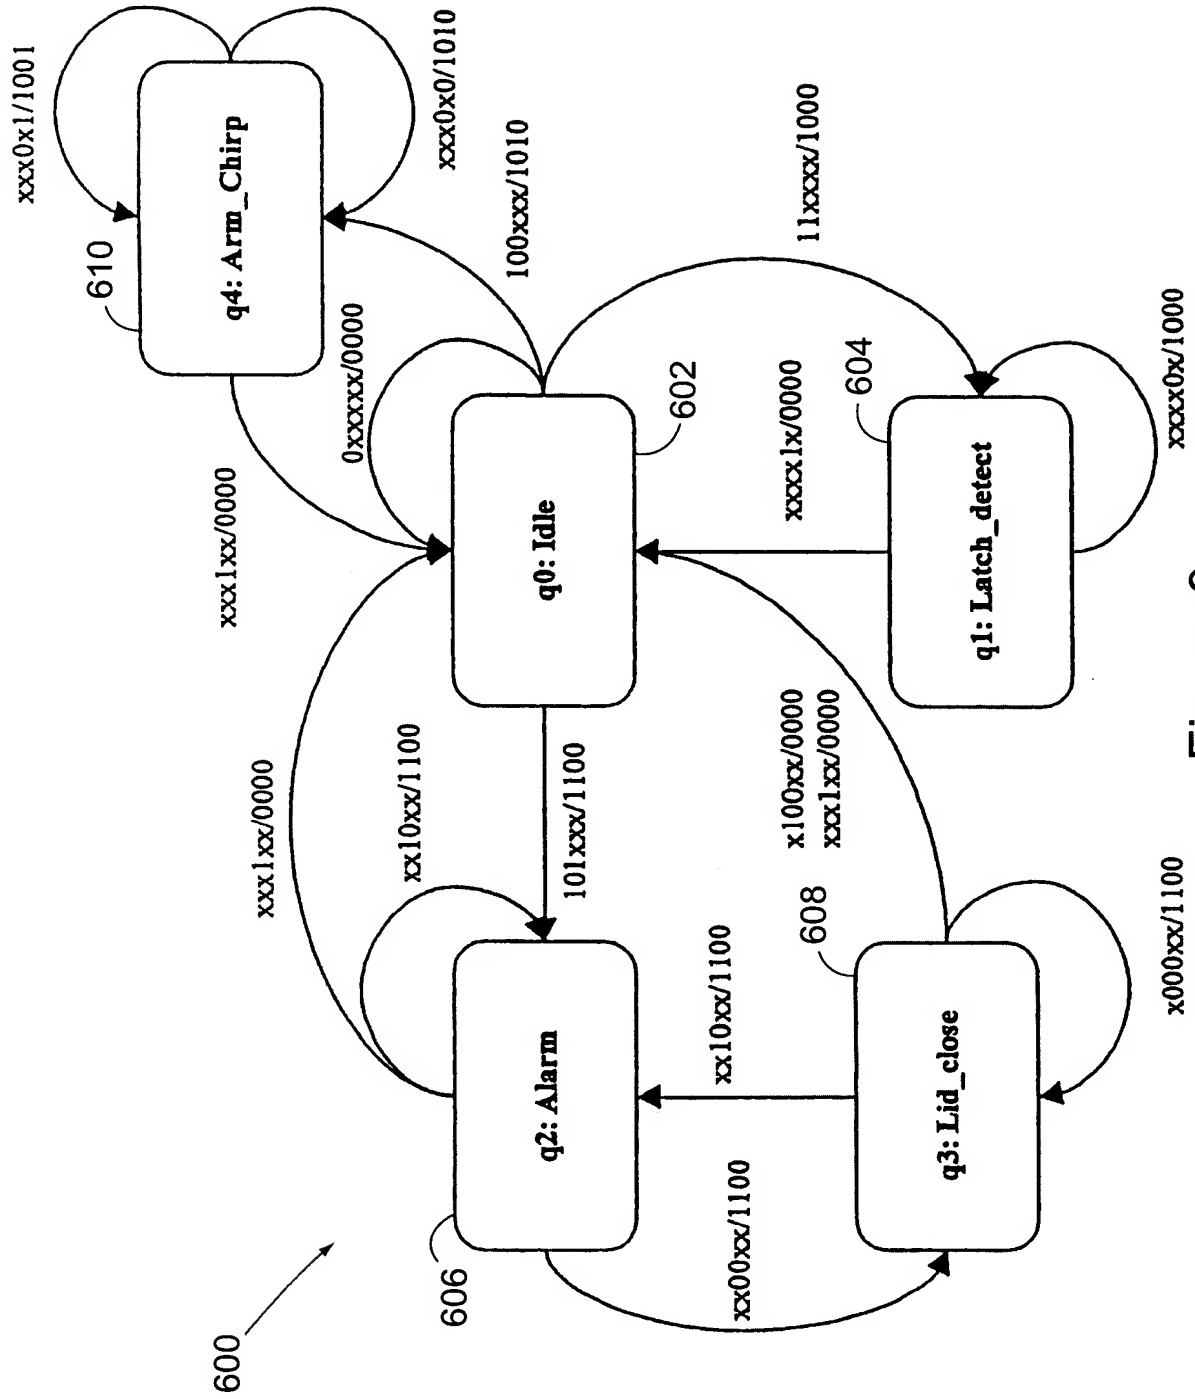 xxx0x1/1001
610
600
xxx1xx/0000
q4: Arm_Chirp
xxx1xx/0000
0xxxxx/0000
xx10xx/1100
xxx0x0/1010
606
100xxx/1010
q2: Alarm
q0: Idle
101xxx/1100
602
xx00xx/1100
xx10xx/1100
x100xx/0000
xxx1xx/0000
xxxx1x/0000
11xxxx/1000
608
604
q3: Lid_close
q1: Latch_detect
x000xx/1100
xxxx0x/1000